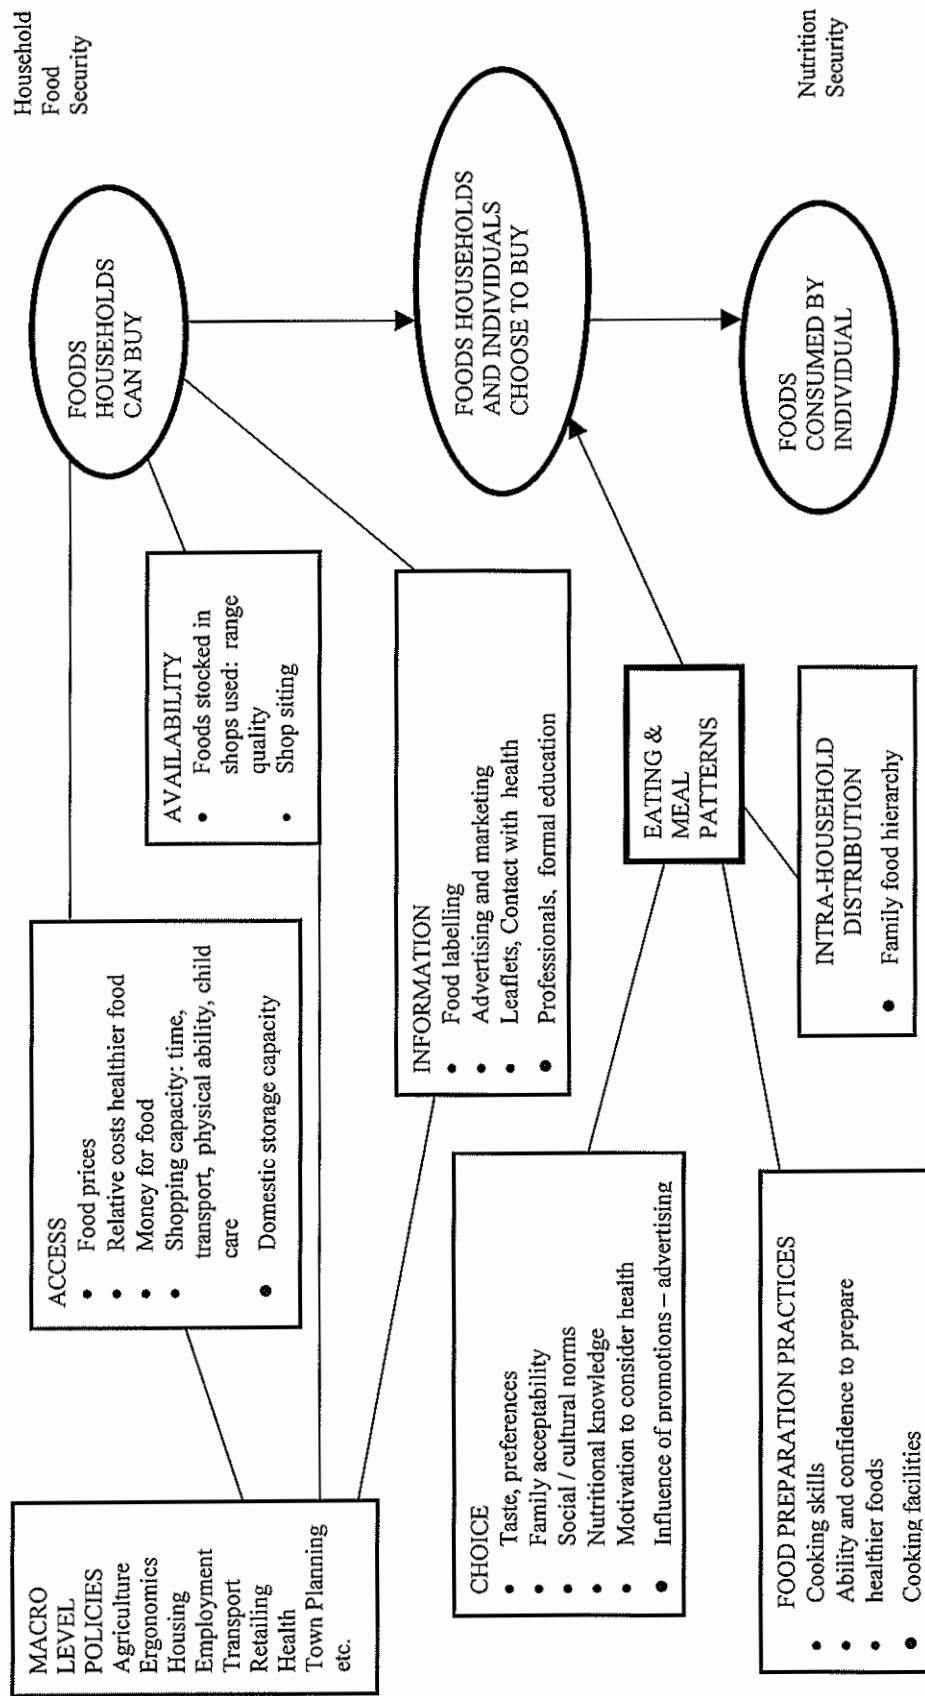 Household
Food
Security
FOODS
HOUSEHOLDS
CAN BUY
FOODS HOUSEHOLDS
AND INDIVIDUALS
CHOOSE TO BUY
Nutrition
Security
FOODS
CONSUMED BY
INDIVIDUAL
AVAILABILITY
• Foods stocked in
shops used: range
quality
• Shop siting
ACCESS
• Food prices
• Relative costs healthier food
• Money for food
• Shopping capacity: time,
transport, physical ability, child
care
• Domestic storage capacity
INFORMATION
• Food labelling
• Advertising and marketing
• Leaflets, Contact with health
• Professionals, formal education
EATING &
MEAL
PATTERNS
INTRA-HOUSEHOLD
DISTRIBUTION
• Family food hierarchy
MACRO
LEVEL
POLICIES
Agriculture
Ergonomics
Housing
Employment
Transport
Retailing
Health
Town Planning
etc.
CHOICE
• Taste, preferences
• Family acceptability
• Social / cultural norms
• Nutritional knowledge
• Motivation to consider health
• Influence of promotions – advertising
FOOD PREPARATION PRACTICES
• Cooking skills
• Ability and confidence to prepare
• healthier foods
• Cooking facilities